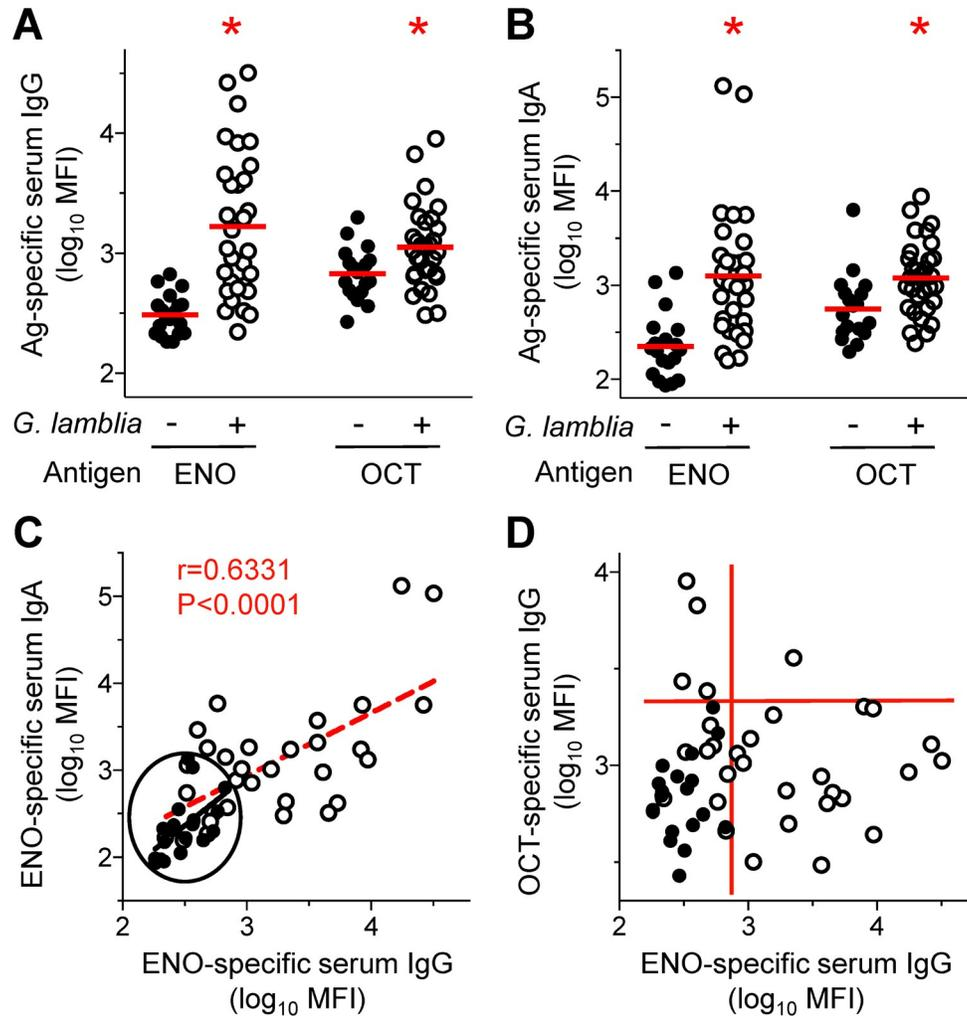 A
* *
Ag-specific serum IgG
(log10 MFI)
4
3
2
G. lamblia - + - +
Antigen ENO OCT
B
* *
Ag-specific serum IgA
(log10 MFI)
5
4
3
2
G. lamblia - + - +
Antigen ENO OCT
C
r=0.6331
P<0.0001
ENO-specific serum IgA
(log10 MFI)
5
4
3
2
2 3 4
ENO-specific serum IgG
(log10 MFI)
D
OCT-specific serum IgG
(log10 MFI)
4
3
2 3 4
ENO-specific serum IgG
(log10 MFI)